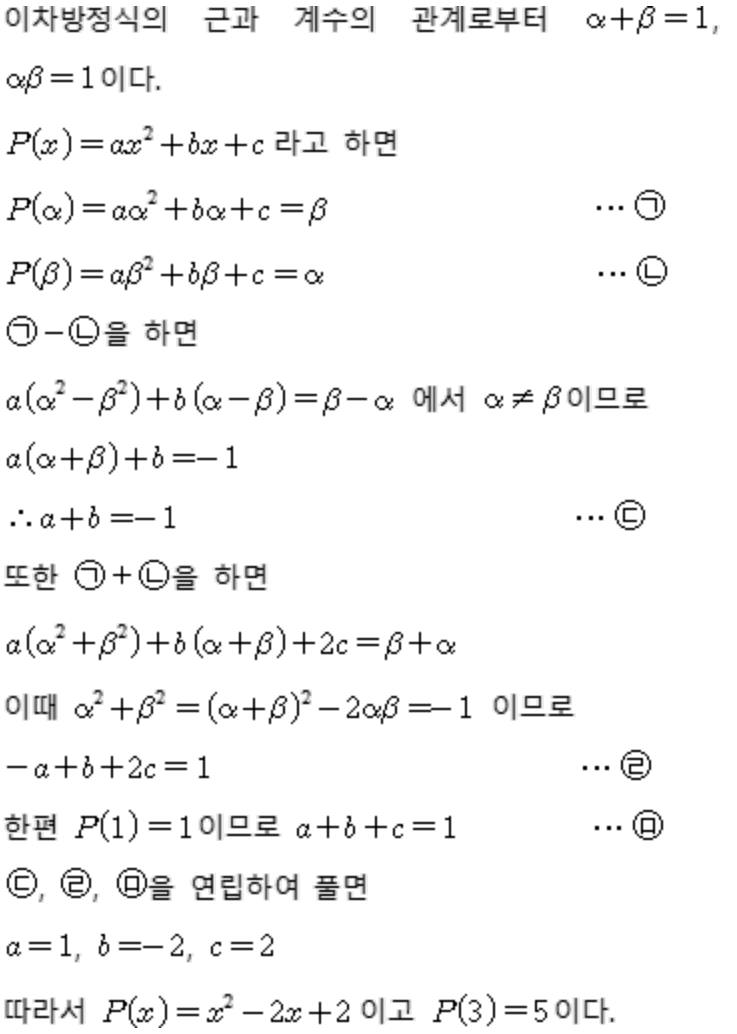 이차방정식의 근과 계수의 관계로부터 α+β=1,
αβ=1이다.
P(x)=ax²+bx+c 라고 하면
P(α)=aα²+bα+c=β ⋯ ㉠
P(β)=aβ²+bβ+c=α ⋯ ㉡
㉠-㉡을 하면
a(α²-β²)+b(α-β)=β-α 에서 α≠β이므로
a(α+β)+b=-1
∴a+b=-1 ⋯ ㉢
또한 ㉠+㉡을 하면
a(α²+β²)+b(α+β)+2c=β+α
이때 α²+β²=(α+β)²-2αβ=-1 이므로
-a+b+2c=1 ⋯ ㉣
한편 P(1)=1이므로 a+b+c=1 ⋯ ㉤
㉢, ㉣, ㉤을 연립하여 풀면
a=1, b=-2, c=2
따라서 P(x)=x²-2x+2 이고 P(3)=5이다.